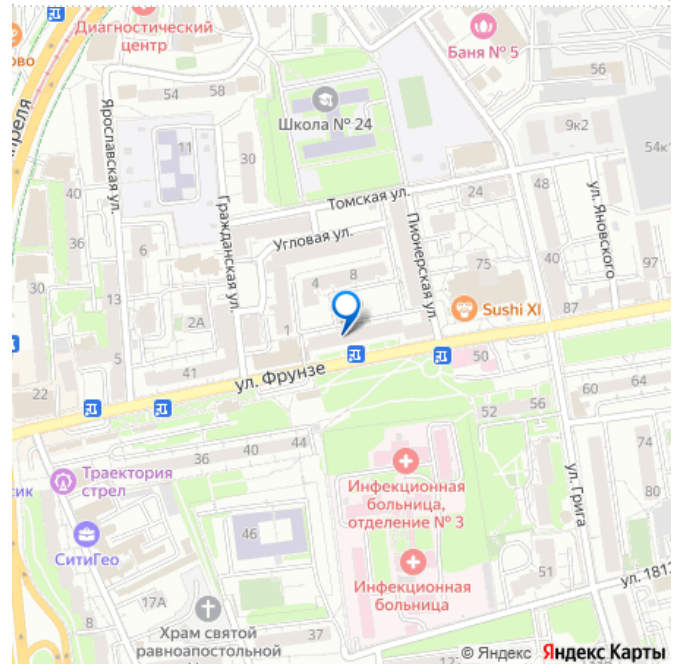 Диагностический
центр
ово
преля
Баня № 5
56
9к2
54к1
54
58
Школа № 24
Ярославская ул.
11
30
Гражданская ул.
Томская ул.
24
48
ул. Яновского
40
36
6
Угловая ул.
Пионерская ул.
75
40
97
4
8
30
13
2А
1
Sushi XI
87
5
41
ул. Фрунзе
50
22
60
64
52
56
36
40
44
74
Траектория
стрел
сик
Инфекционная
больница,
отделение № 3
ул. Грига
80
46
СитиГео
Инфекционная
больница
51
ул. 1812
17А
8
Храм святой
равноапостольной
37
12
© Яндекс Яндекс Карты